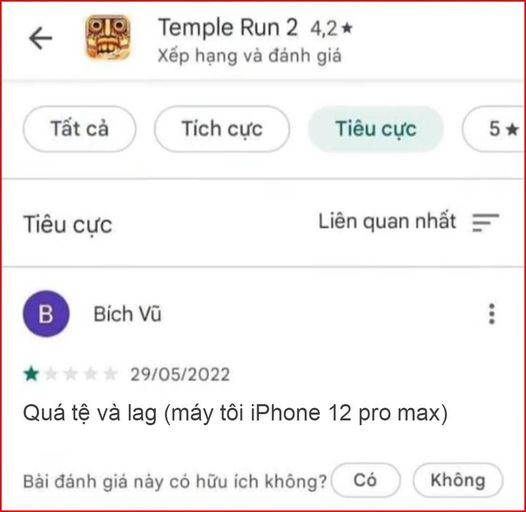 Temple Run 2 4,2★
Xếp hạng và đánh giá
Tất cả Tích cực Tiêu cực 5 ★
Tiêu cực Liên quan nhất
B Bích Vũ
29/05/2022
Quá tệ và lag (máy tôi iPhone 12 pro max)
Bài đánh giá này có hữu ích không? Có Không